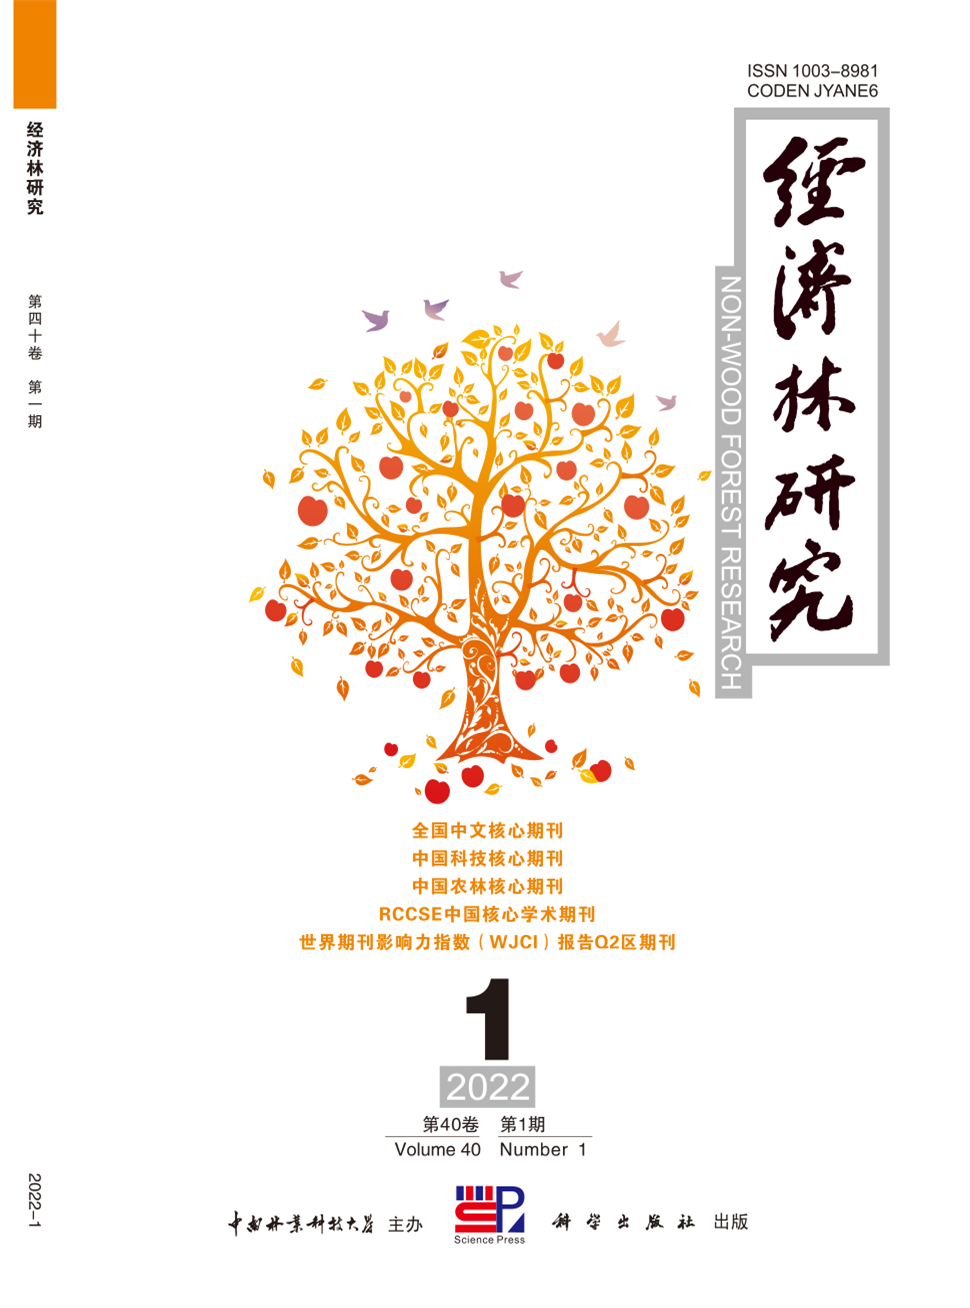 ISSN 1003-8981
CODEN JYANE6
經濟林研究
NON-WOOD FOREST RESEARCH
经济林研究
第四十卷 第一期
2022-1
全国中文核心期刊
中国科技核心期刊
中国农林核心期刊
RCCSE中国核心学术期刊
世界期刊影响力指数（WJCI）报告Q2区期刊
1
2022
第40卷 第1期
Volume 40 Number 1
中南林业科技大学 主办
Science Press
科学出版社 出版